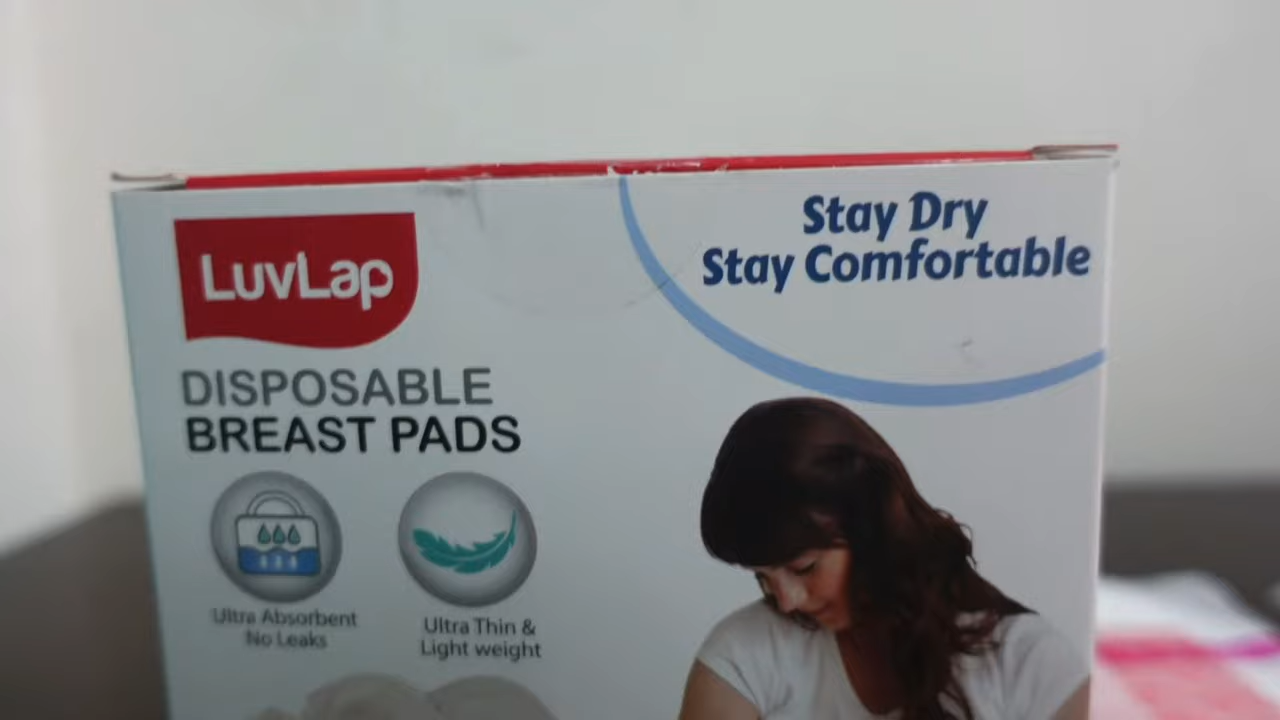 LuvLap
Stay Dry
Stay Comfortable
DISPOSABLE
BREAST PADS
Ultra Absorbent
No Leaks
Ultra Thin &
Light weight